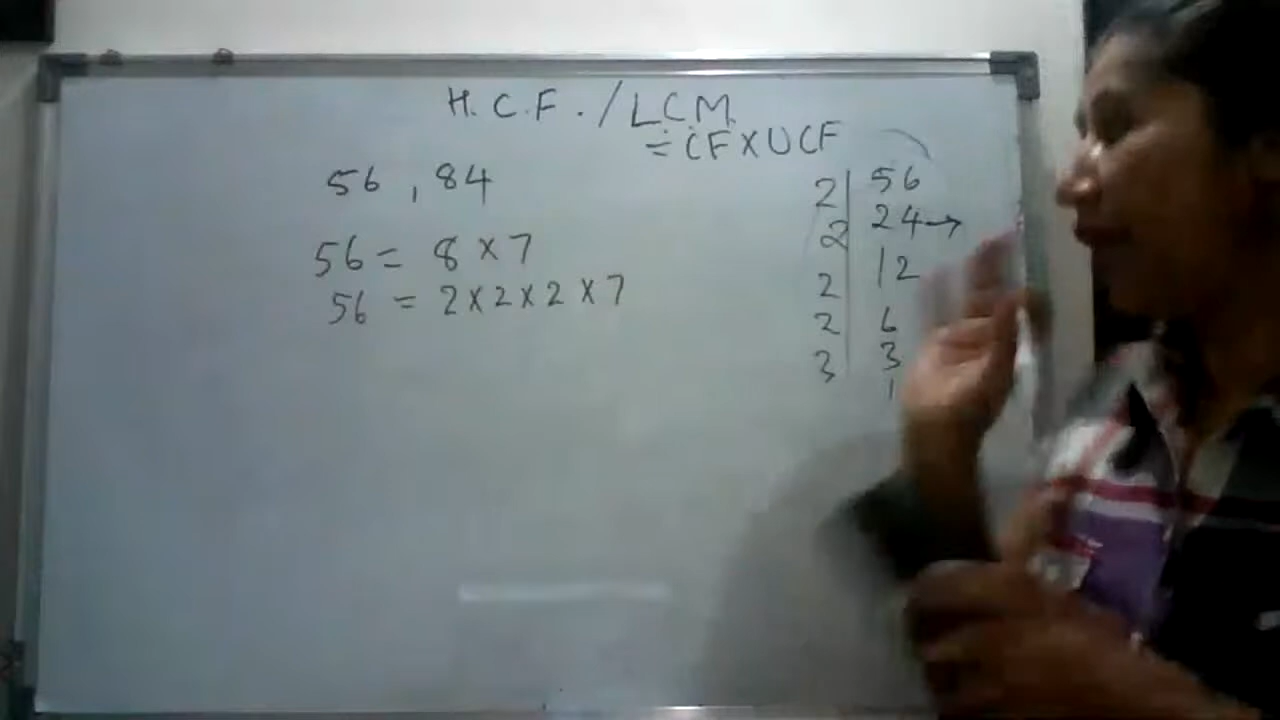 H.C.F. / L.C.M.
= CF X UCF
56 , 84
56 = 8 x 7
56 = 2 x 2 x 2 x 7
2 | 56
2 | 24 →
2 | 12
2 | 6
3 | 3
1